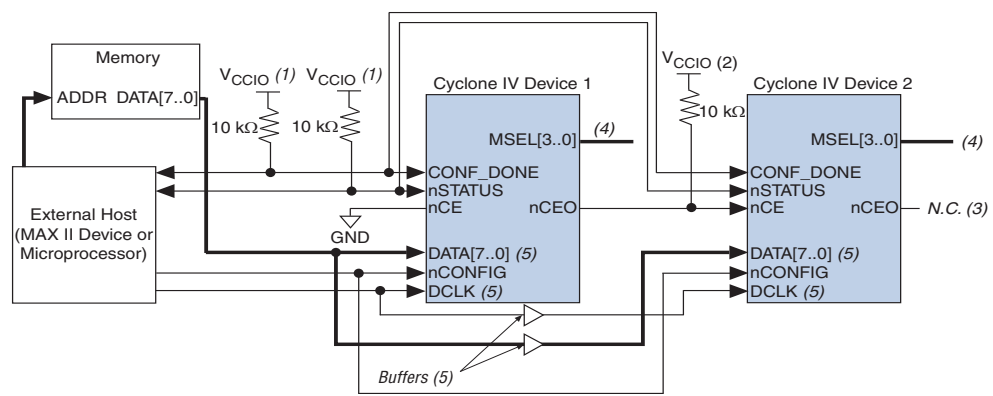 Memory
ADDR DATA[7..0]
VCCIO (1)
VCCIO (1)
10 kΩ
10 kΩ
VCCIO (2)
10 kΩ
Cyclone IV Device 1
MSEL[3..0]
(4)
CONF_DONE
nSTATUS
nCE
nCEO
GND
DATA[7..0] (5)
nCONFIG
DCLK (5)
Cyclone IV Device 2
MSEL[3..0]
(4)
CONF_DONE
nSTATUS
nCE
nCEO
N.C. (3)
DATA[7..0] (5)
nCONFIG
DCLK (5)
External Host
(MAX II Device or
Microprocessor)
Buffers (5)